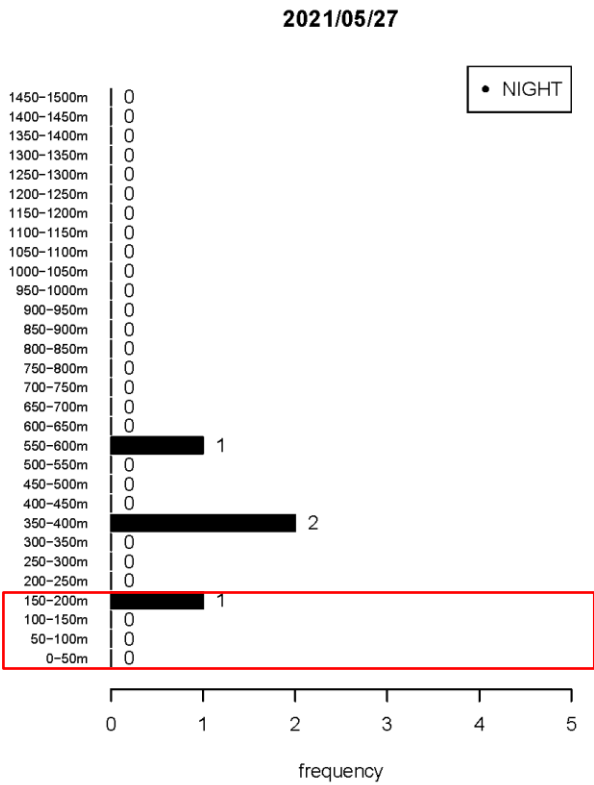 2021/05/27
• NIGHT
1450-1500m 0
1400-1450m 0
1350-1400m 0
1300-1350m 0
1250-1300m 0
1200-1250m 0
1150-1200m 0
1100-1150m 0
1050-1100m 0
1000-1050m 0
950-1000m 0
900-950m 0
850-900m 0
800-850m 0
750-800m 0
700-750m 0
650-700m 0
600-650m 0
550-600m 1
500-550m 0
450-500m 0
400-450m 0
350-400m 2
300-350m 0
250-300m 0
200-250m 0
150-200m 1
100-150m 0
50-100m 0
0-50m 0
0 1 2 3 4 5
frequency